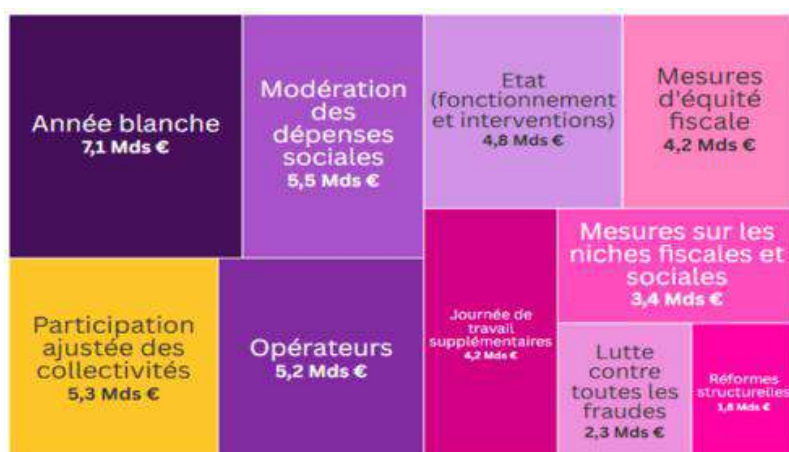 Année blanche
7,1 Mds €
Modération
des
dépenses
sociales
5,5 Mds €
Etat
(fonctionnement
et interventions)
4,8 Mds €
Mesures
d'équité
fiscale
4,2 Mds €
Participation
ajustée des
collectivités
5,3 Mds €
Opérateurs
5,2 Mds €
Journée de
travail
supplémentaires
4,2 Mds €
Mesures sur les
niches fiscales et
sociales
3,4 Mds €
Lutte
contre
toutes les
fraudes
2,3 Mds €
Réformes
structurelles
1,8 Mds €